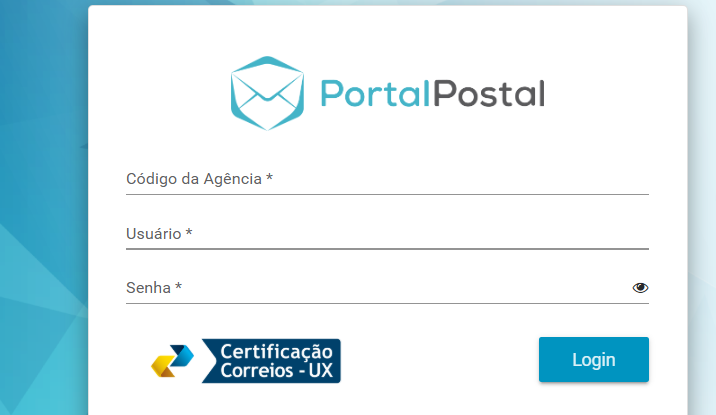 PortalPostal
Código da Agência *
Usuário *
Senha *
Certificação
Correios - UX
Login